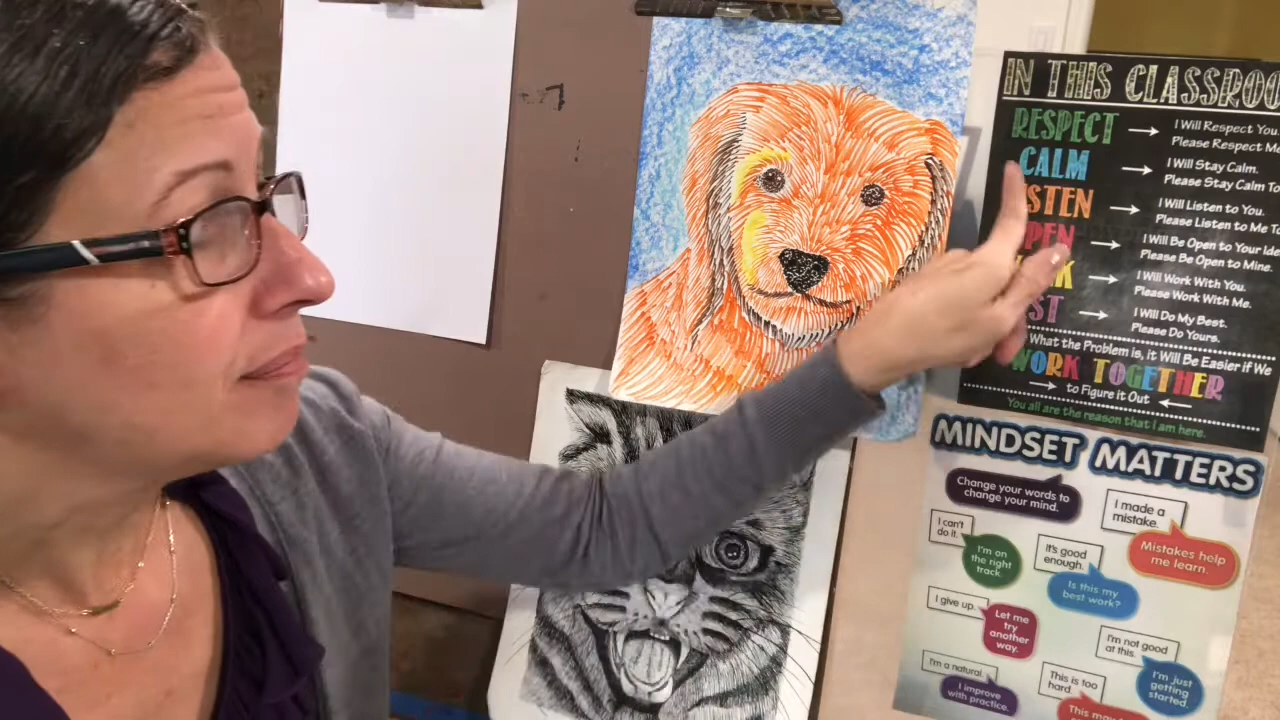 IN THIS CLASSROO
RESPECT
I Will Respect You
Please Respect Me
CALM
I Will Stay Calm.
Please Stay Calm To
ISTEN
I Will Listen to You.
Please Listen to Me To
PEN
I Will Be Open to Your Ide
Please Be Open to Mine.
K
I Will Work With You.
Please Work With Me.
ST
I Will Do My Best.
Please Do Yours.
What the Problem is, it Will Be Easier if We
WORK TOGETHER
to Figure it Out
You all are the reason that I am here.
MINDSET MATTERS
Change your words to
change your mind.
I can't
do it.
I'm on
the right
track.
It's good
enough.
Is this my
best work?
I made a
mistake.
Mistakes help
me learn.
I give up.
Let me
try
another
way.
I'm not good
at this.
I'm just
getting
started.
I'm a natural.
I improve
with practice.
This is too
hard.
This may